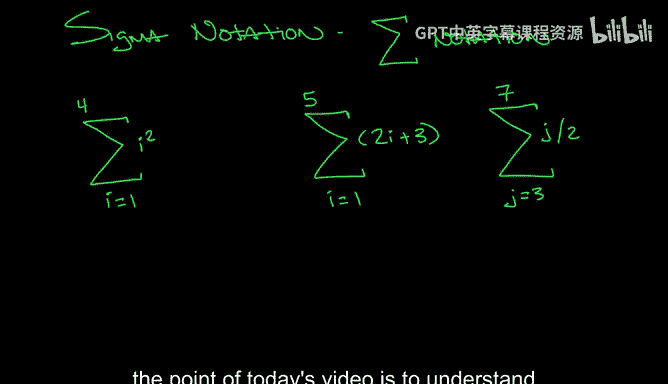 Sigma Notation - ∑ Notation
GPT中英字幕课程资源 bilibili
4 5 7
∑ i² ∑ (2i+3) ∑ j/2
i=1 i=1 j=3
the point of today's video is to understand